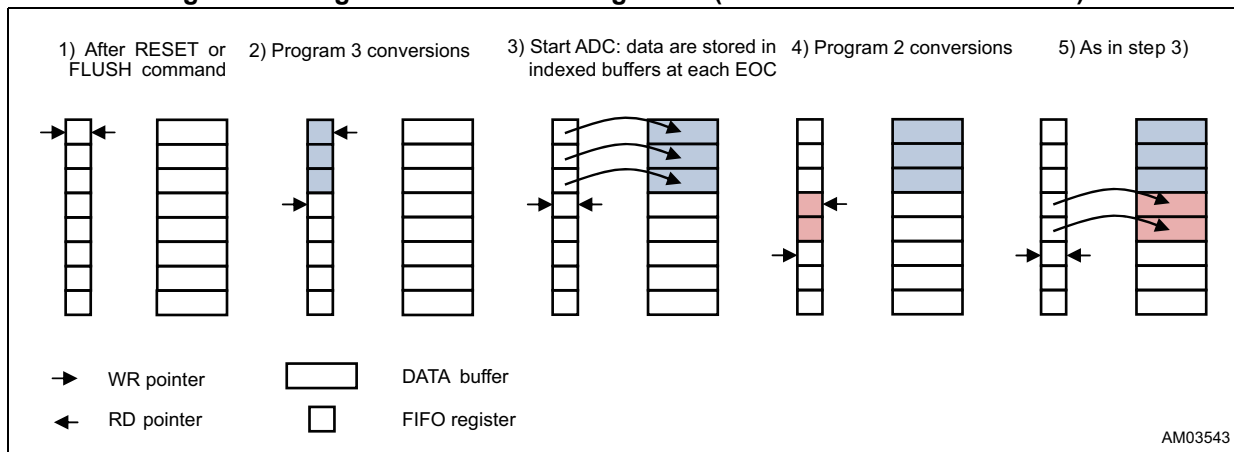 1) After RESET or
FLUSH command
2) Program 3 conversions
3) Start ADC: data are stored in
indexed buffers at each EOC
4) Program 2 conversions
5) As in step 3)
WR pointer
DATA buffer
RD pointer
FIFO register
AM03543